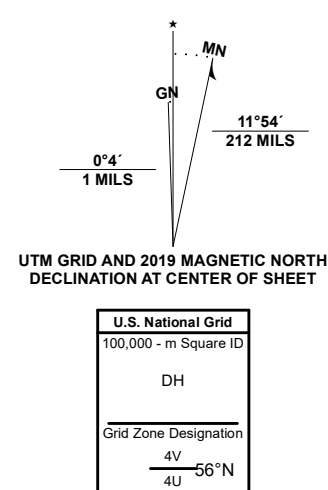 ★
MN
GN
11°54´
212 MILS
0°4´
1 MILS
UTM GRID AND 2019 MAGNETIC NORTH
DECLINATION AT CENTER OF SHEET
U.S. National Grid
100,000 - m Square ID
DH
Grid Zone Designation
4V
56°N
4U